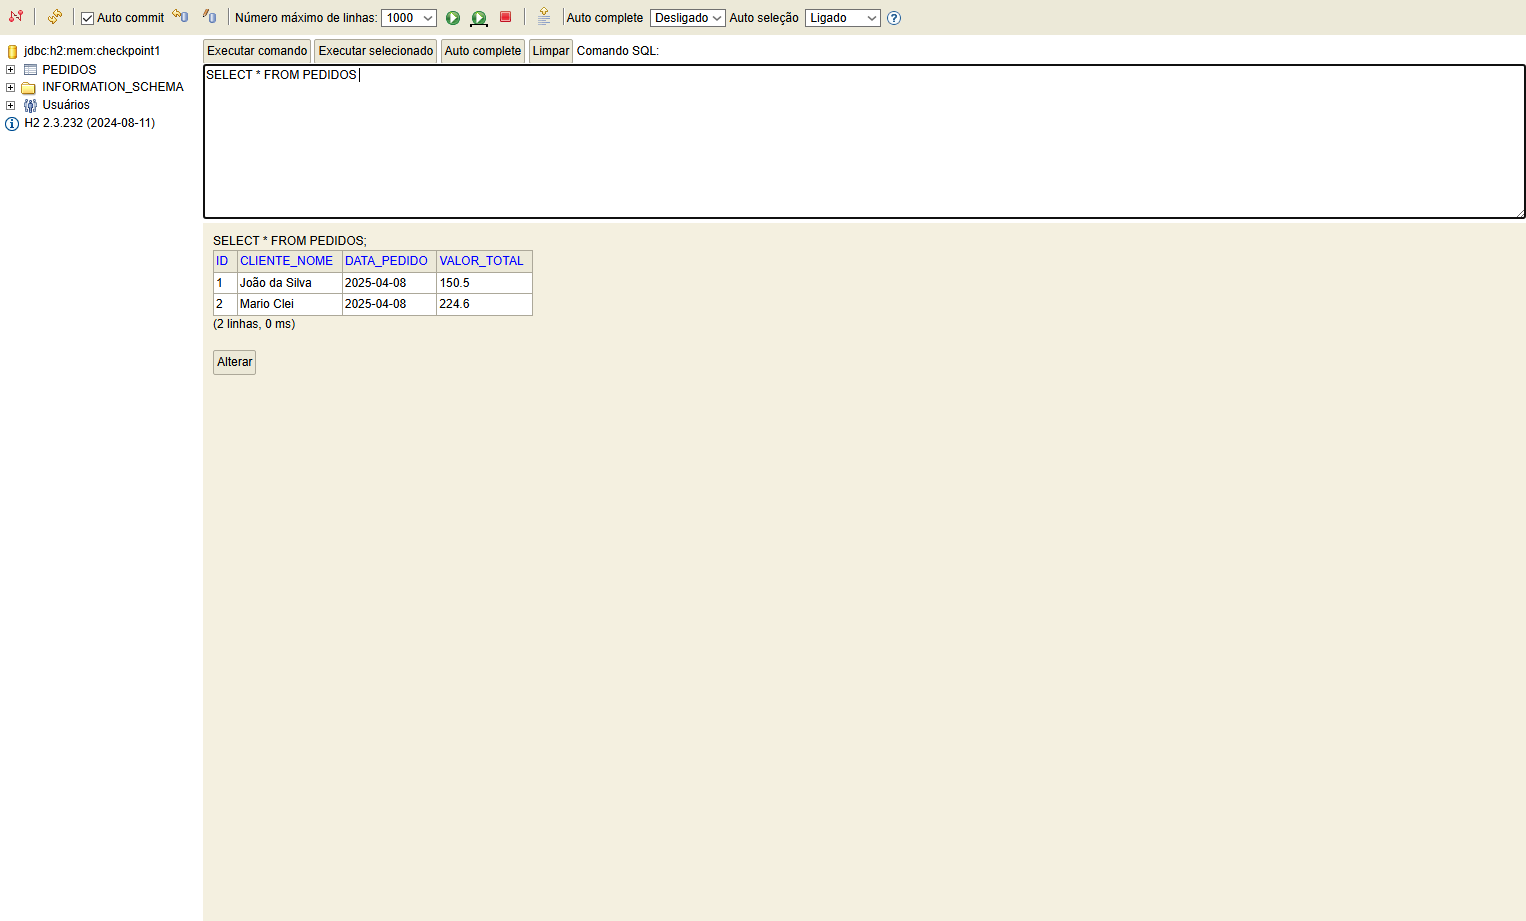 Auto commit Número máximo de linhas: 1000 Auto complete Desligado Auto seleção Ligado ?
jdbc:h2:mem:checkpoint1
PEDIDOS
INFORMATION_SCHEMA
Usuários
H2 2.3.232 (2024-08-11)
Executar comando Executar selecionado Auto complete Limpar Comando SQL:
SELECT * FROM PEDIDOS
SELECT * FROM PEDIDOS;
ID CLIENTE_NOME DATA_PEDIDO VALOR_TOTAL
1 João da Silva 2025-04-08 150.5
2 Mario Clei 2025-04-08 224.6
(2 linhas, 0 ms)
Alterar